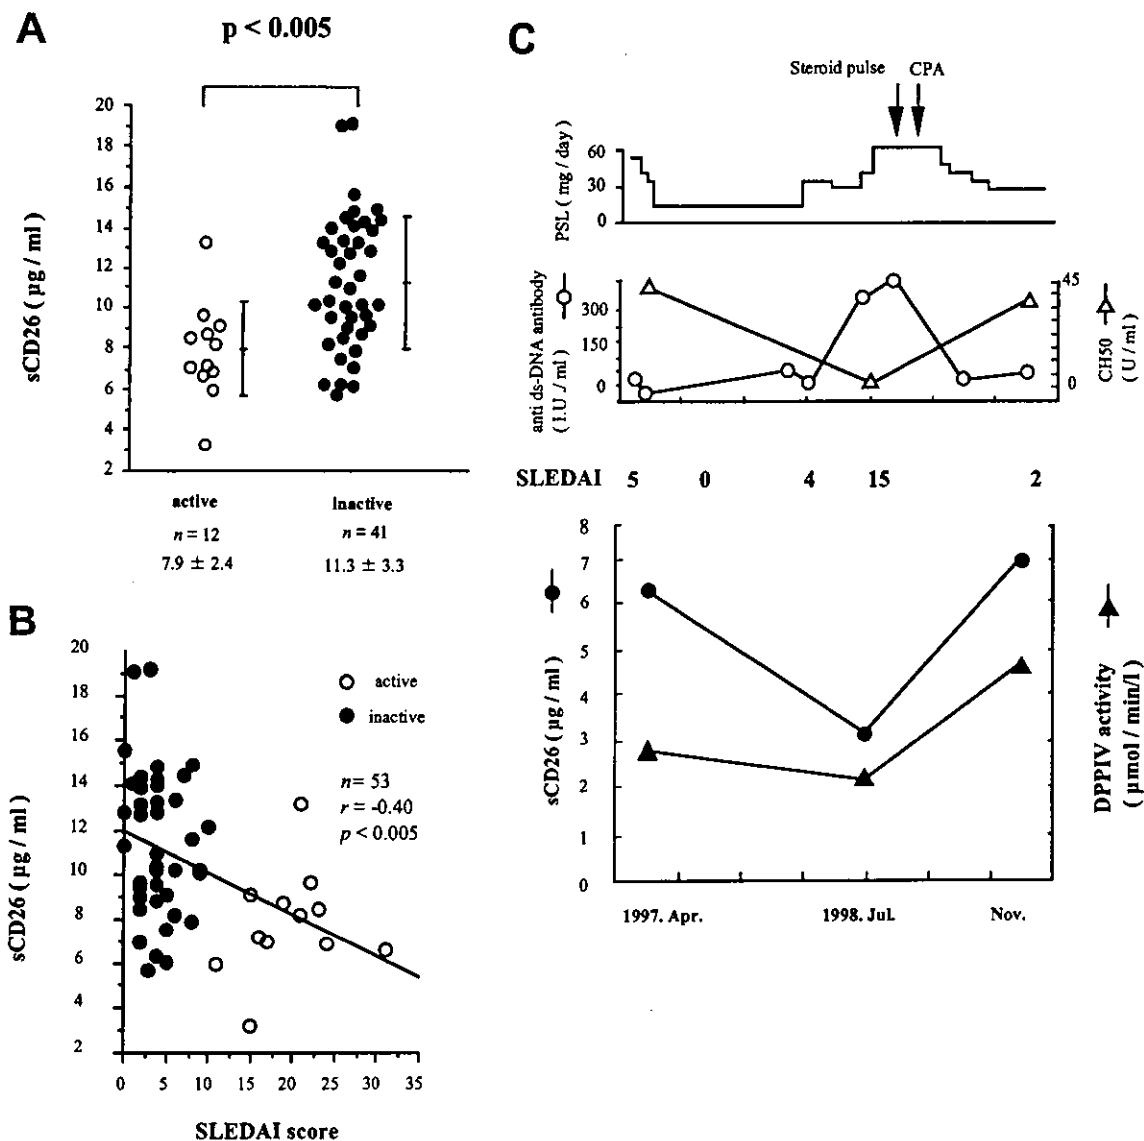 A
p < 0.005
sCD26 ( µg / ml )
20
18
16
14
12
10
8
6
4
2
active
inactive
n = 12
n = 41
7.9 ± 2.4
11.3 ± 3.3
B
sCD26 ( µg / ml )
20
18
16
14
12
10
8
6
4
2
active
inactive
n= 53
r = -0.40
p < 0.005
0 5 10 15 20 25 30 35
SLEDAI score
C
Steroid pulse CPA
PSL ( mg / day )
60
30
0
anti ds-DNA antibody
( I.U ./ ml )
300
150
0
45
0
CH50
( U / ml )
SLEDAI 5 0 4 15 2
sCD26 ( µg / ml )
8
7
6
5
4
3
2
1
0
DPPIV activity
( µmol / min/l )
1997. Apr. 1998. Jul. Nov.